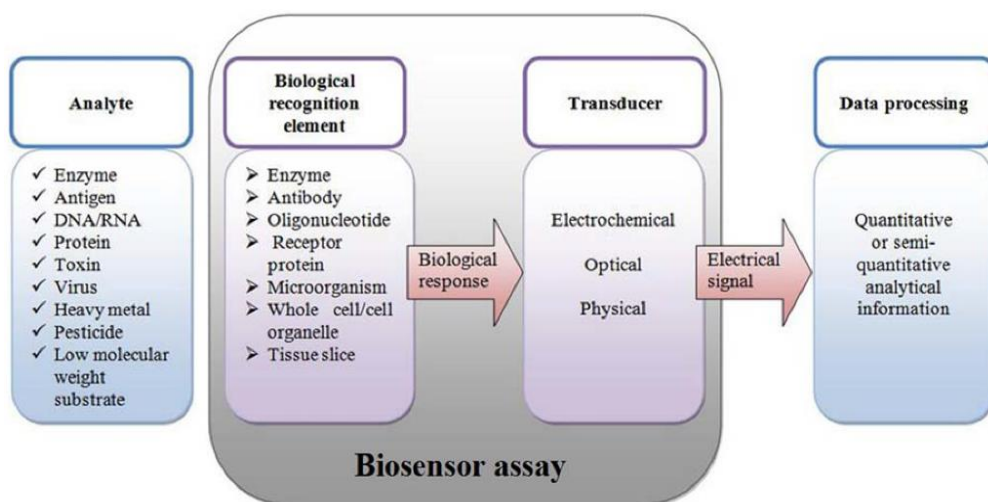 Analyte
✓ Enzyme
✓ Antigen
✓ DNA/RNA
✓ Protein
✓ Toxin
✓ Virus
✓ Heavy metal
✓ Pesticide
✓ Low molecular
weight
substrate
Biological
recognition
element
➢ Enzyme
➢ Antibody
➢ Oligonucleotide
➢ Receptor
protein
➢ Microorganism
➢ Whole cell/cell
organelle
➢ Tissue slice
Biological
response
Transducer
Electrochemical
Optical
Physical
Electrical
signal
Data processing
Quantitative
or semi-
quantitative
analytical
information
Biosensor assay